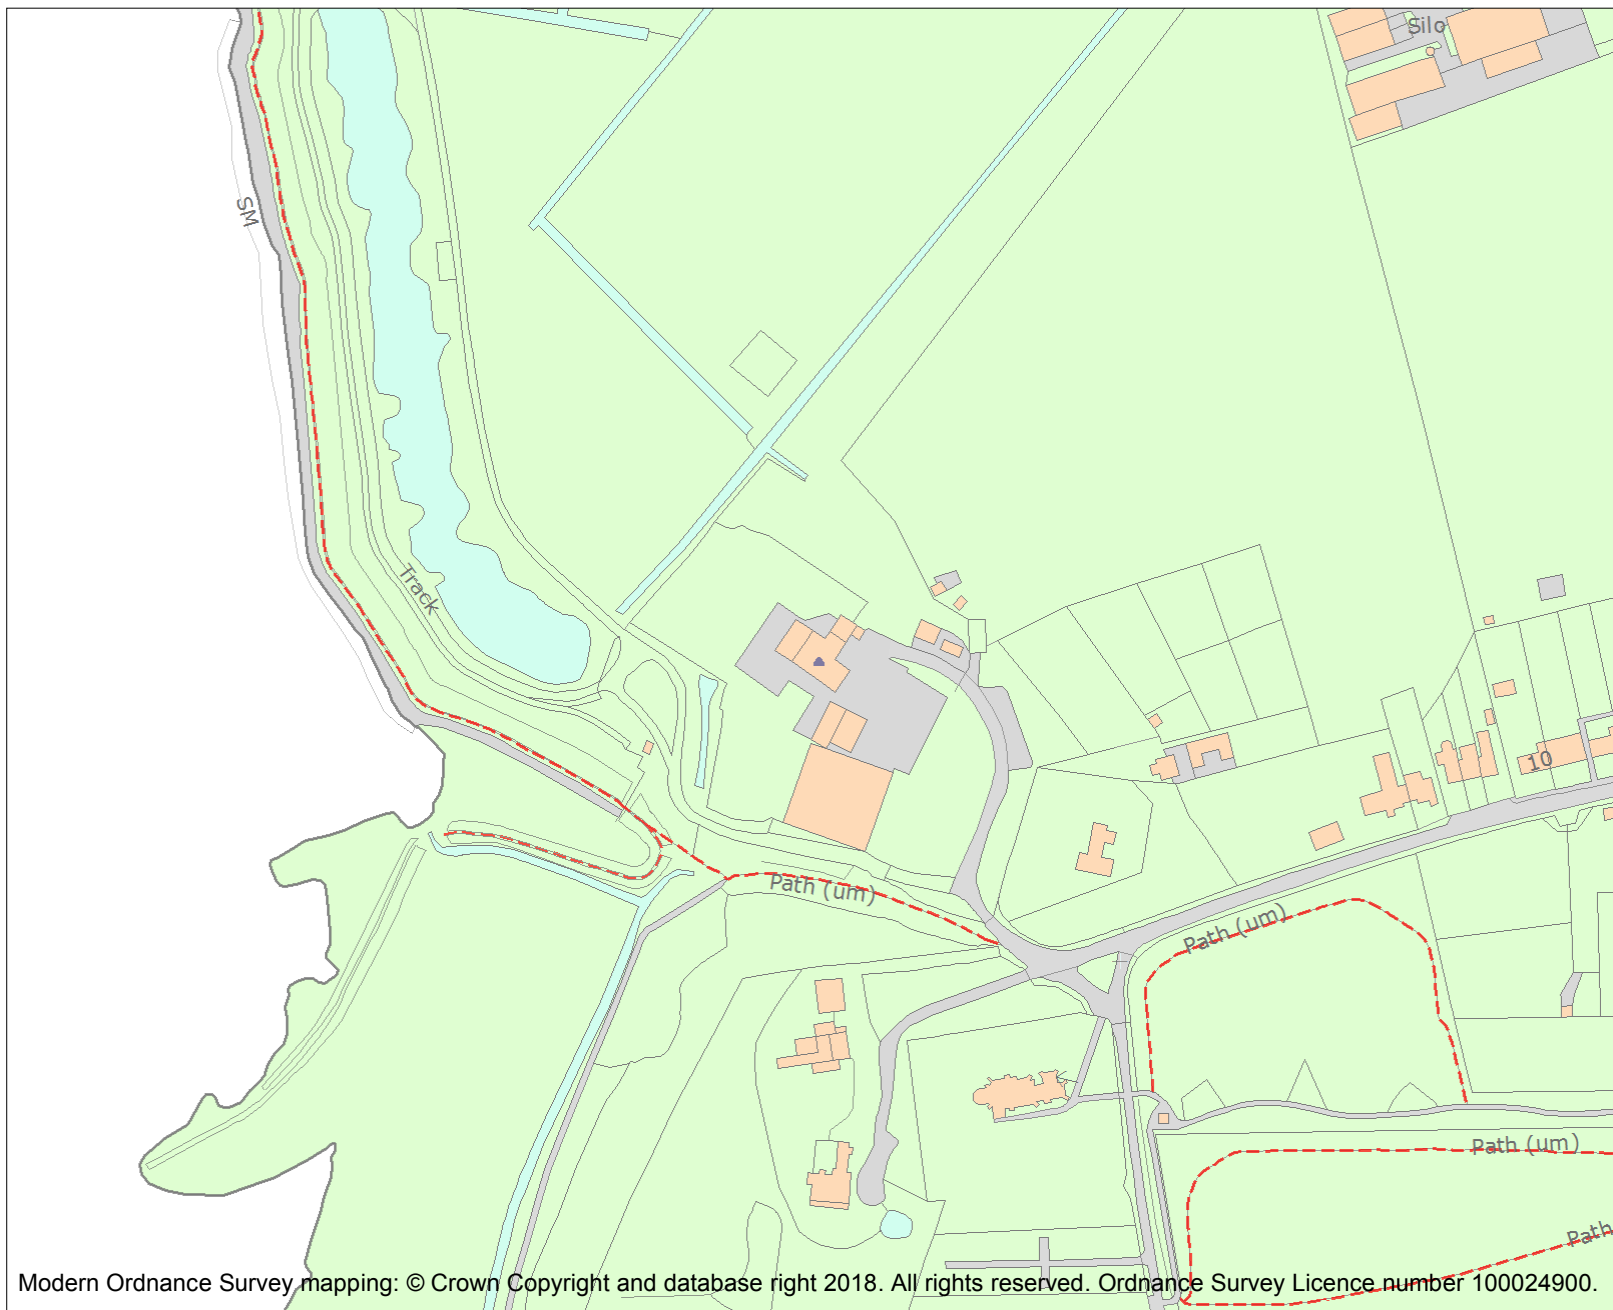 Silo
SM
Track
10
Path (um)
Path (um)
Path (um)
Path
Modern Ordnance Survey mapping: © Crown Copyright and database right 2018. All rights reserved. Ordnance Survey Licence number 100024900.